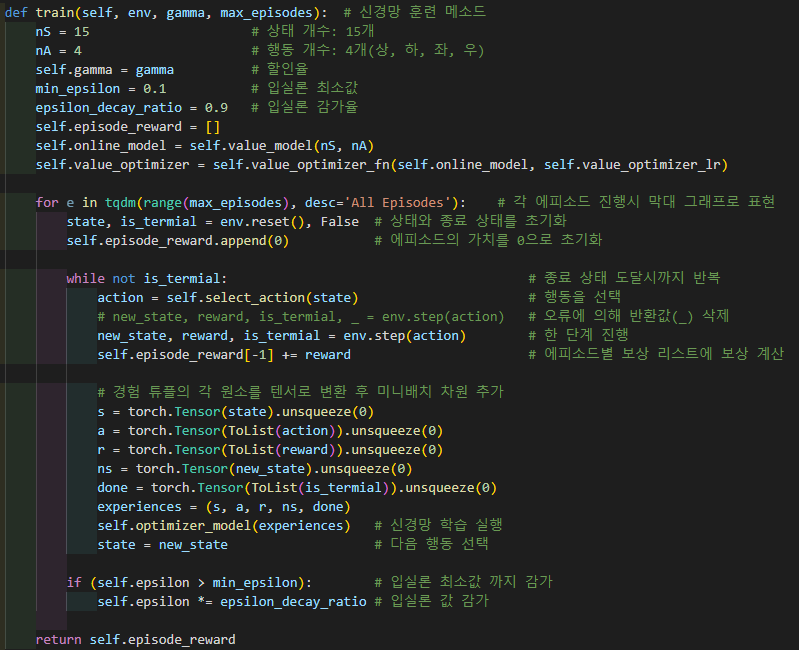 def train(self, env, gamma, max_episodes):  # 신경망 훈련 메소드
    nS = 15                     # 상태 개수: 15개
    nA = 4                      # 행동 개수: 4개(상, 하, 좌, 우)
    self.gamma = gamma          # 할인율
    min_epsilon = 0.1           # 입실론 최소값
    epsilon_decay_ratio = 0.9   # 입실론 감가율
    self.episode_reward = []
    self.online_model = self.value_model(nS, nA)
    self.value_optimizer = self.value_optimizer_fn(self.online_model, self.value_optimizer_lr)
    for e in tqdm(range(max_episodes), desc='All Episodes'):    # 각 에피소드 진행시 막대 그래프로 표현
        state, is_termial = env.reset(), False  # 상태와 종료 상태를 초기화
        self.episode_reward.append(0)           # 에피소드의 가치를 0으로 초기화
        while not is_termial:                                       # 종료 상태 도달시까지 반복
            action = self.select_action(state)                      # 행동을 선택
            # new_state, reward, is_termial, _ = env.step(action)   # 오류에 의해 반환값(_) 삭제
            new_state, reward, is_termial = env.step(action)        # 한 단계 진행
            self.episode_reward[-1] += reward                       # 에피소드별 보상 리스트에 보상 계산
            # 경험 튜플의 각 원소를 텐서로 변환 후 미니배치 차원 추가
            s = torch.Tensor(state).unsqueeze(0)
            a = torch.Tensor(ToList(action)).unsqueeze(0)
            r = torch.Tensor(ToList(reward)).unsqueeze(0)
            ns = torch.Tensor(new_state).unsqueeze(0)
            done = torch.Tensor(ToList(is_termial)).unsqueeze(0)
            experiences = (s, a, r, ns, done)
            self.optimizer_model(experiences)   # 신경망 학습 실행
            state = new_state                   # 다음 행동 선택
        if (self.epsilon > min_epsilon):        # 입실론 최소값 까지 감가
            self.epsilon *= epsilon_decay_ratio # 입실론 값 감가
    return self.episode_reward